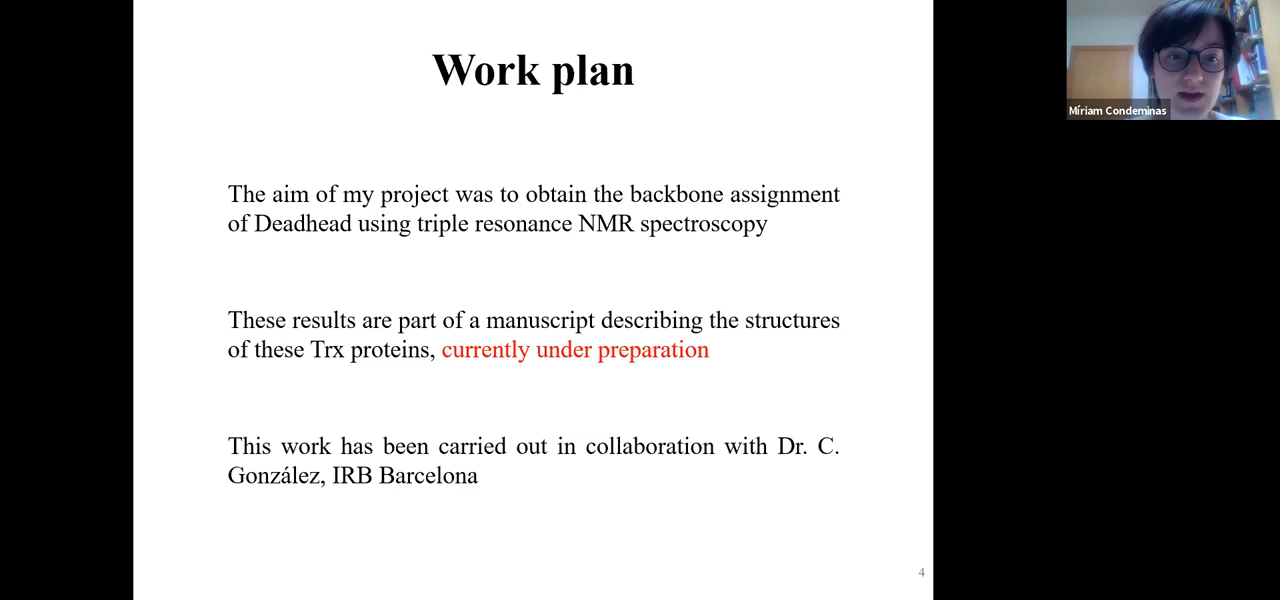 Work plan
The aim of my project was to obtain the backbone assignment
of Deadhead using triple resonance NMR spectroscopy
These results are part of a manuscript describing the structures
of these Trx proteins, currently under preparation
This work has been carried out in collaboration with Dr. C.
González, IRB Barcelona
4
Míriam Condeminas